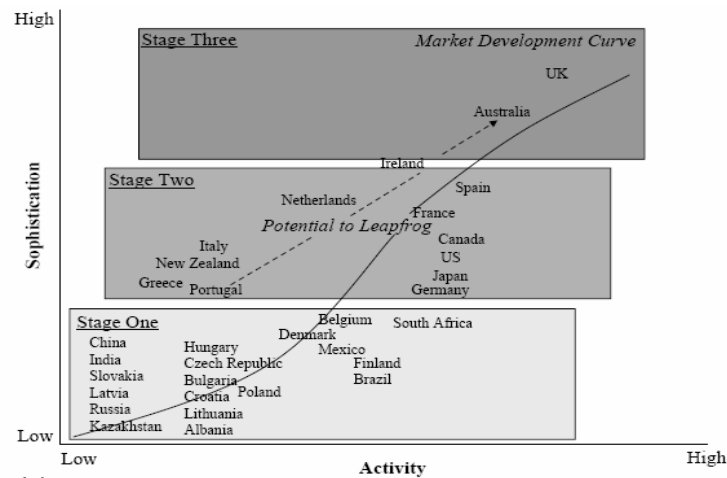 High
Stage Three
Market Development Curve
UK
Australia
Ireland
Stage Two
Spain
Netherlands
France
Potential to Leapfrog
Canada
Italy
US
New Zealand
Japan
Greece
Portugal
Germany
Sophistication
Stage One
Belgium
South Africa
Denmark
China
Hungary
Mexico
India
Czech Republic
Finland
Slovakia
Bulgaria
Brazil
Latvia
Croatia
Poland
Russia
Lithuania
Kazakhstan
Albania
Low
Low
Activity
High